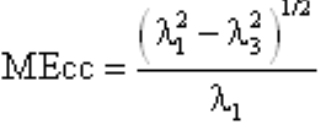 MEcc = (λ₁² − λ₃²)^1/2 / λ₁